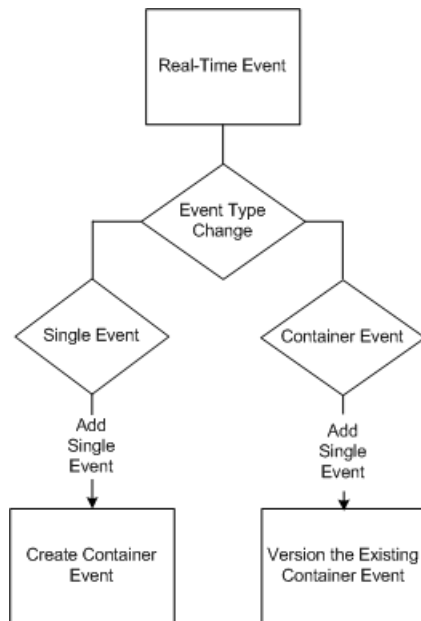 Real-Time Event
Event Type
Change
Single Event
Container Event
Add
Single
Event
Add
Single
Event
Create Container
Event
Version the Existing
Container Event